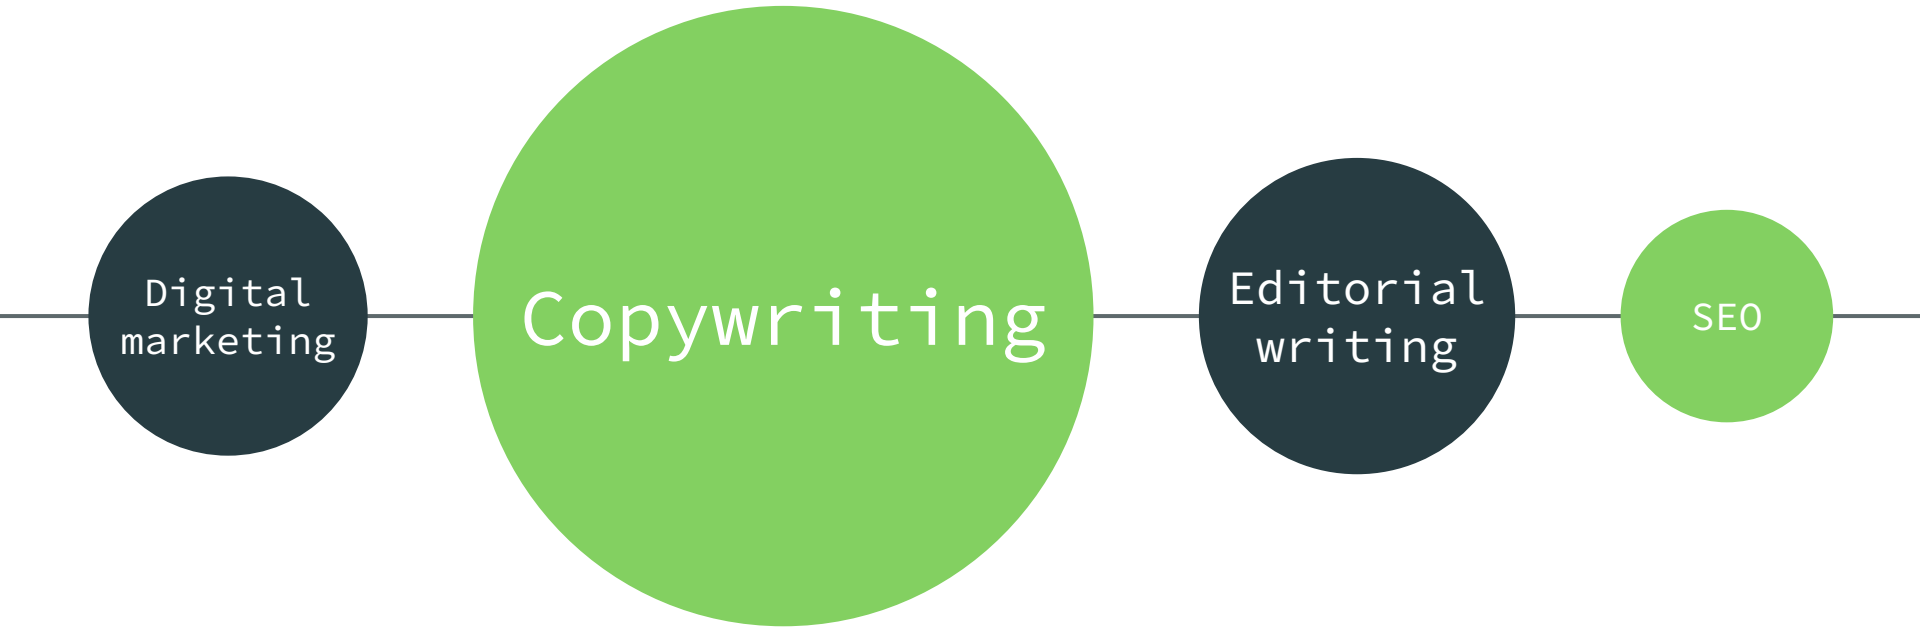 Digital
marketing
Copywriting
Editorial
writing
SEO